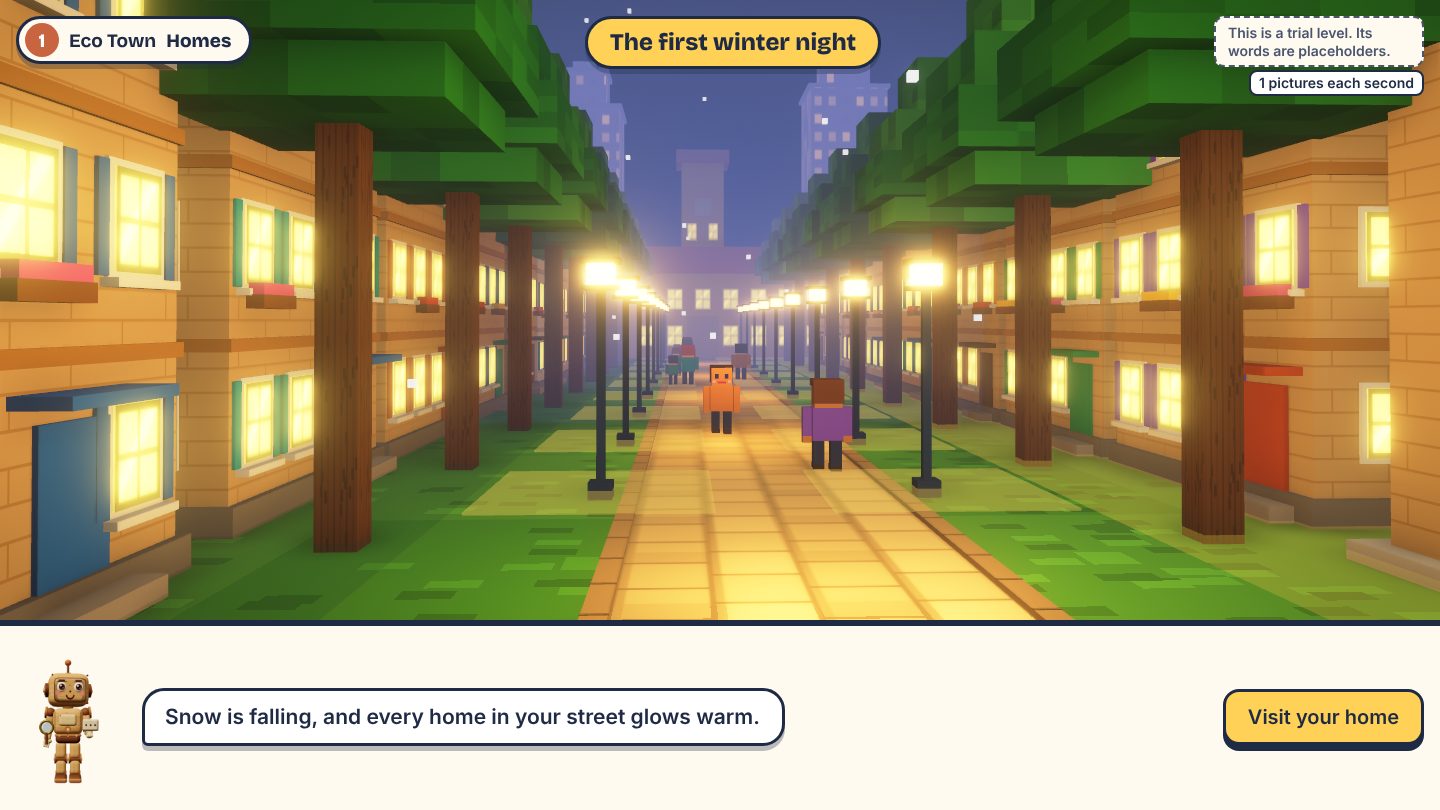 1 Eco Town Homes
The first winter night
This is a trial level. Its
words are placeholders.
1 pictures each second
Snow is falling, and every home in your street glows warm.
Visit your home